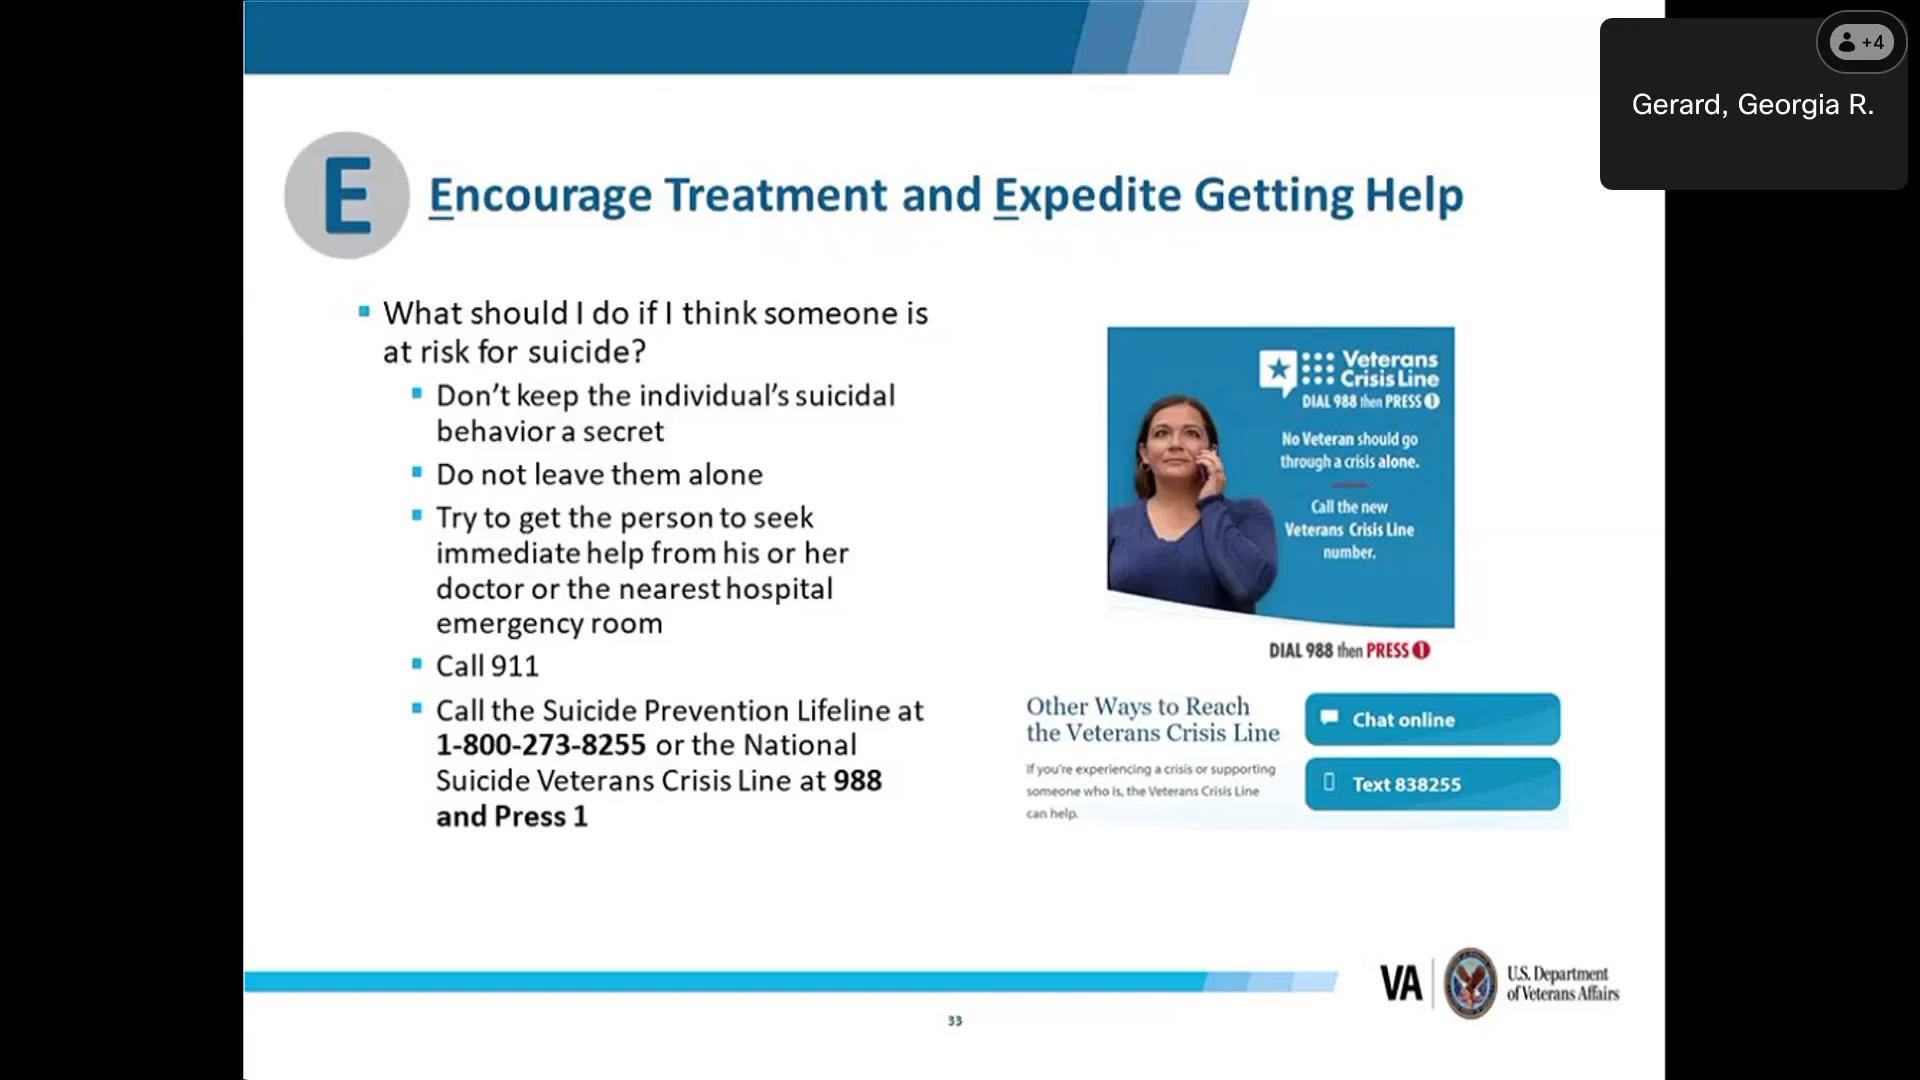 +4
Gerard, Georgia R.
E
Encourage Treatment and Expedite Getting Help
What should I do if I think someone is
at risk for suicide?
Don’t keep the individual’s suicidal
behavior a secret
Do not leave them alone
Try to get the person to seek
immediate help from his or her
doctor or the nearest hospital
emergency room
Call 911
Call the Suicide Prevention Lifeline at
1-800-273-8255 or the National
Suicide Veterans Crisis Line at 988
and Press 1
Veterans
Crisis Line
DIAL 988 then PRESS 1
No Veteran should go
through a crisis alone.
Call the new
Veterans Crisis Line
number.
DIAL 988 then PRESS 1
Other Ways to Reach
the Veterans Crisis Line
If you're experiencing a crisis or supporting
someone who is, the Veterans Crisis Line
can help.
Chat online
Text 838255
VA
U.S. Department
of Veterans Affairs
33